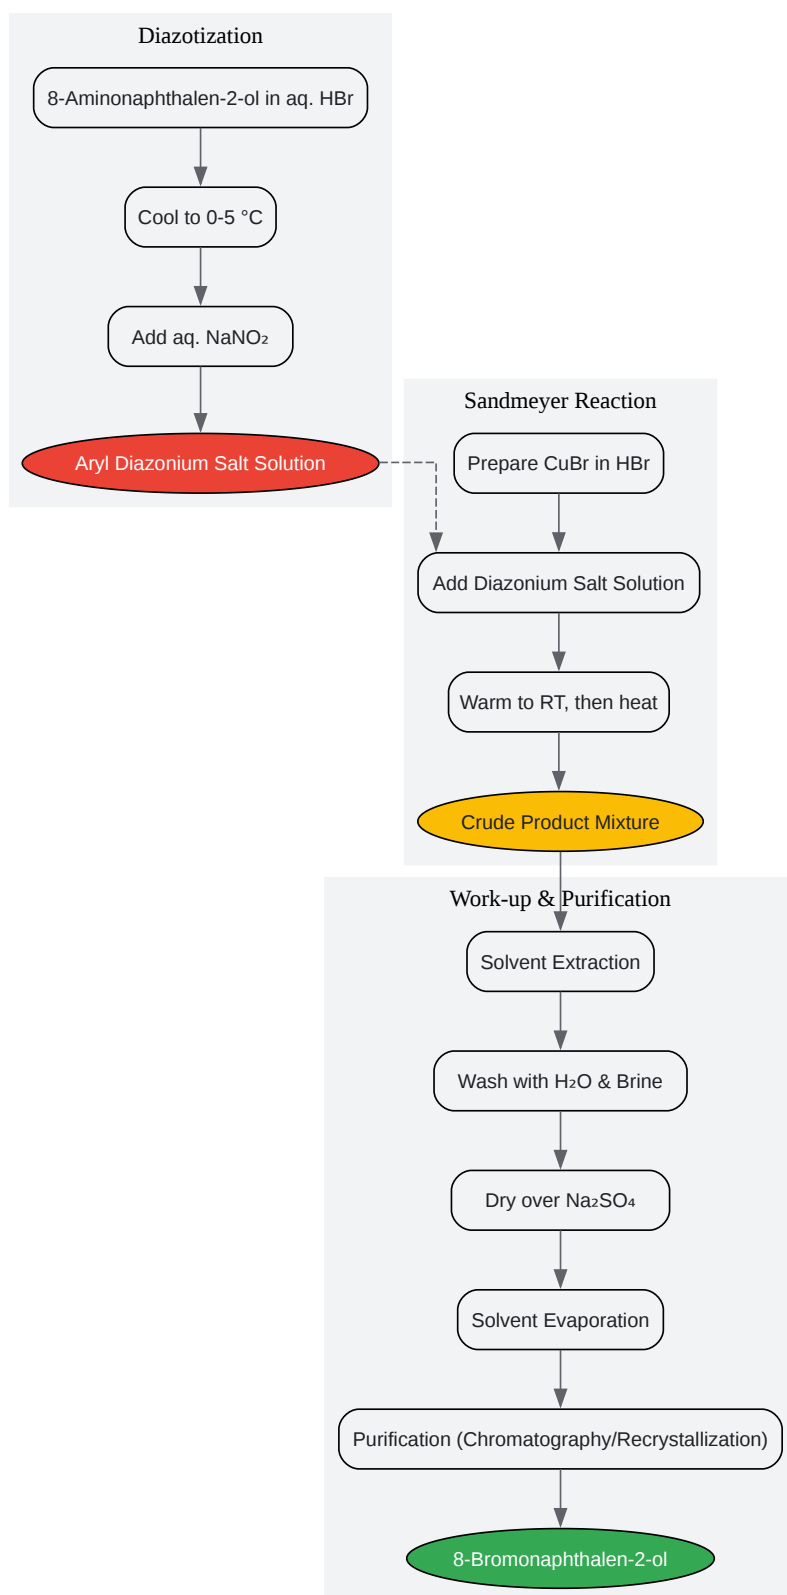 Diazotization
8-Aminonaphthalen-2-ol in aq. HBr
Cool to 0-5 °C
Add aq. NaNO₂
Aryl Diazonium Salt Solution
Sandmeyer Reaction
Prepare CuBr in HBr
Add Diazonium Salt Solution
Warm to RT, then heat
Crude Product Mixture
Work-up & Purification
Solvent Extraction
Wash with H₂O & Brine
Dry over Na₂SO₄
Solvent Evaporation
Purification (Chromatography/Recrystallization)
8-Bromonaphthalen-2-ol